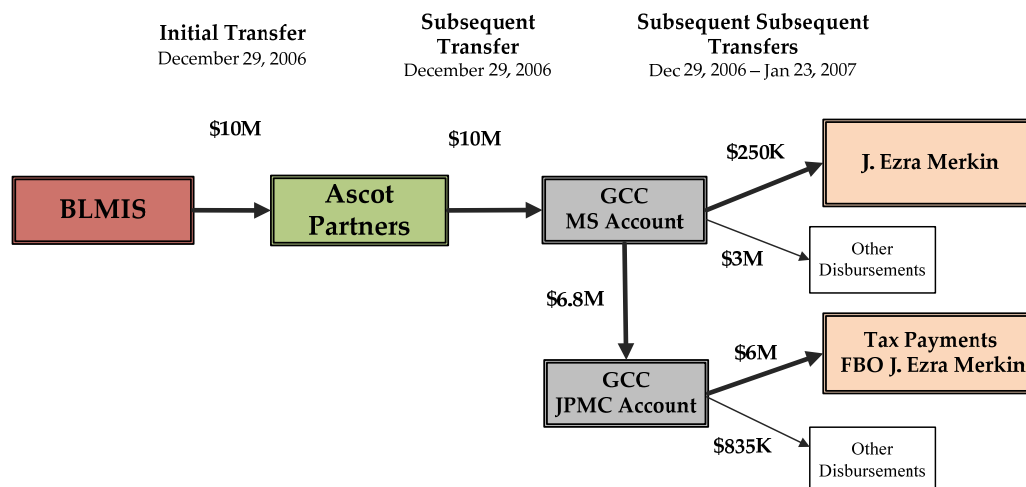 Initial Transfer
December 29, 2006
Subsequent
Transfer
December 29, 2006
Subsequent Subsequent
Transfers
Dec 29, 2006 – Jan 23, 2007
$10M
$10M
$250K
J. Ezra Merkin
BLMIS
Ascot
Partners
GCC
MS Account
$3M
Other
Disbursements
$6.8M
GCC
JPMC Account
$6M
Tax Payments
FBO J. Ezra Merkin
$835K
Other
Disbursements